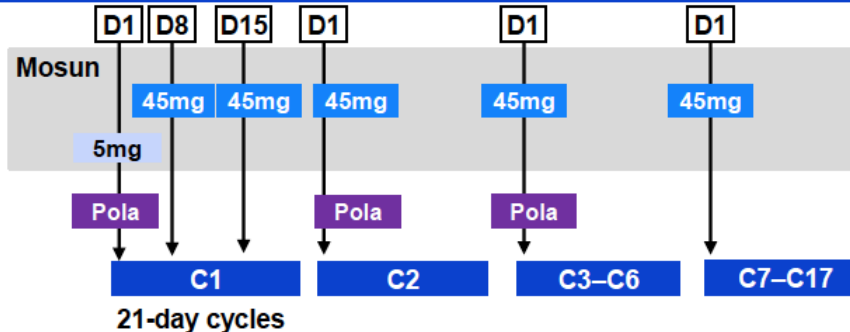 D1 D8 D15 D1 D1 D1
Mosun
45mg 45mg 45mg 45mg 45mg
5mg
Pola Pola Pola
C1 C2 C3–C6 C7–C17
21-day cycles